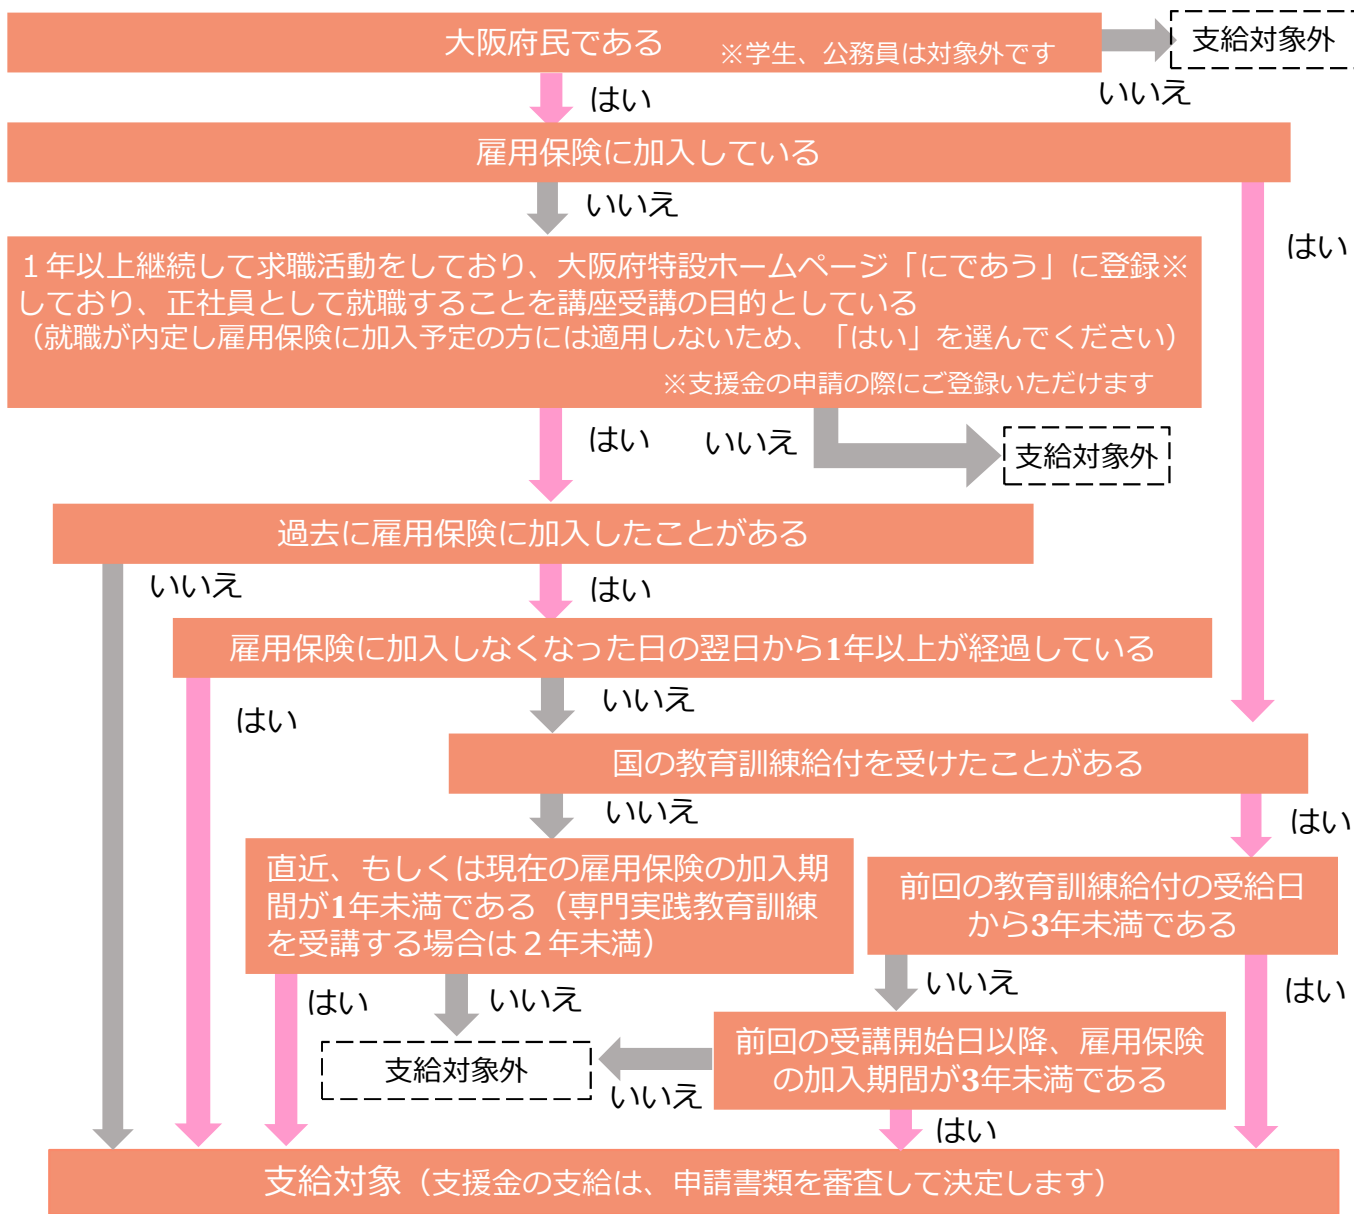 大阪府民である ※学生、公務員は対象外です
支給対象外
いいえ
はい
雇用保険に加入している
いいえ
はい
１年以上継続して求職活動をしており、大阪府特設ホームページ「にであう」に登録※
しており、正社員として就職することを講座受講の目的としている
（就職が内定し雇用保険に加入予定の方には適用しないため、「はい」を選んでください）
※支援金の申請の際にご登録いただけます
はい
いいえ
支給対象外
過去に雇用保険に加入したことがある
いいえ
はい
雇用保険に加入しなくなった日の翌日から1年以上が経過している
はい
いいえ
国の教育訓練給付を受けたことがある
いいえ
はい
直近、もしくは現在の雇用保険の加入期
間が1年未満である（専門実践教育訓練
を受講する場合は２年未満）
前回の教育訓練給付の受給日
から3年未満である
はい
いいえ
いいえ
はい
支給対象外
前回の受講開始日以降、雇用保険
の加入期間が3年未満である
いいえ
はい
支給対象（支援金の支給は、申請書類を審査して決定します）